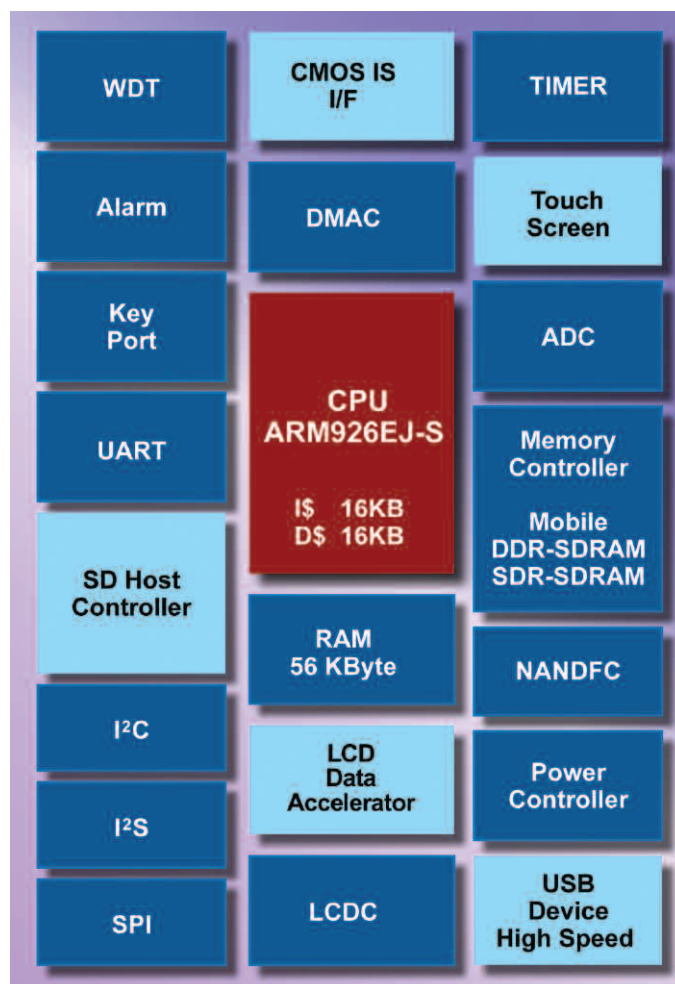 WDT
Alarm
Key
Port
UART
SD Host
Controller
I²C
I²S
SPI
CMOS IS
I/F
DMAC
CPU
ARM926EJ-S
I$ 16KB
D$ 16KB
RAM
56 KByte
LCD
Data
Accelerator
LCDC
TIMER
Touch
Screen
ADC
Memory
Controller
Mobile
DDR-SDRAM
SDR-SDRAM
NANDFC
Power
Controller
USB
Device
High Speed